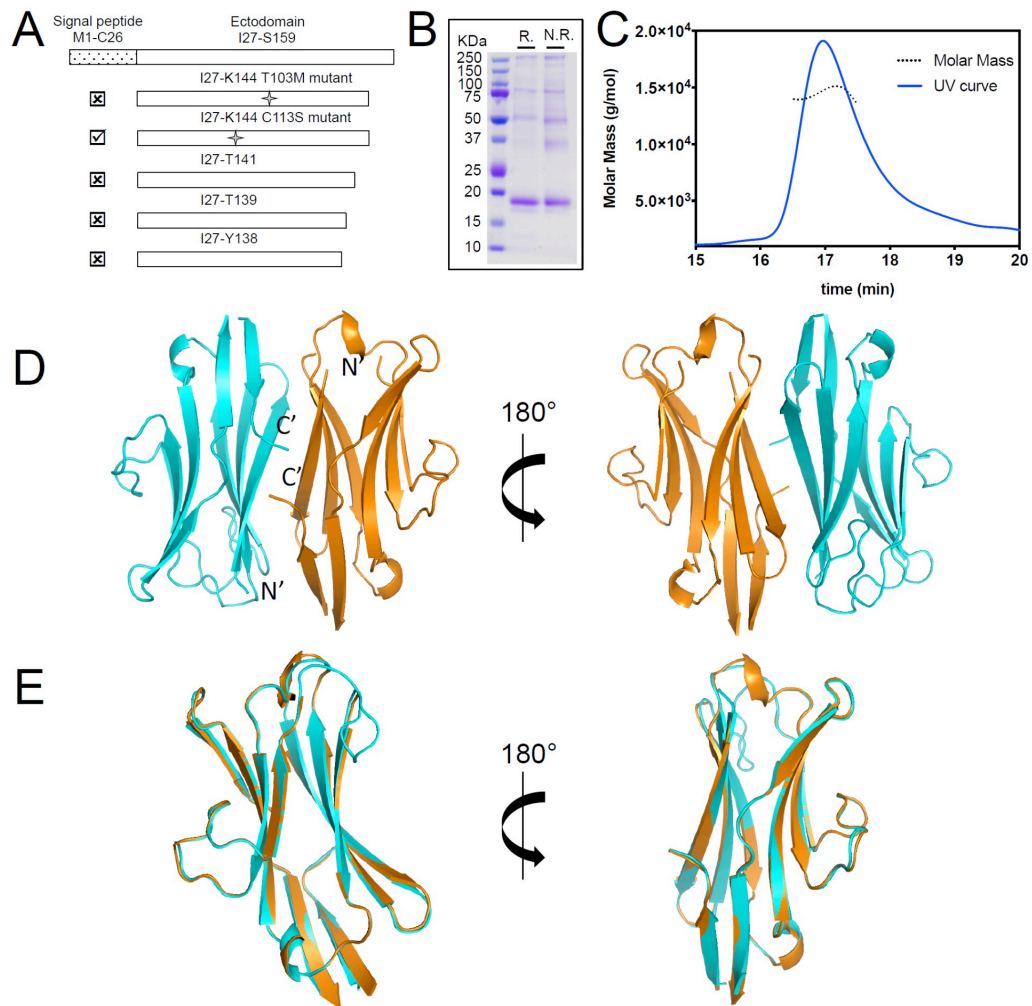 A
Signal peptide
M1-C26
Ectodomain
I27-S159
I27-K144 T103M mutant
I27-K144 C113S mutant
I27-T141
I27-T139
I27-Y138
B
KDa
R.
N.R.
250
150
100
75
50
37
25
20
15
10
C
Molar Mass (g/mol)
2.0×10⁴
1.5×10⁴
1.0×10⁴
5.0×10³
Molar Mass
UV curve
15
16
17
18
19
20
time (min)
D
N'
C'
C'
N'
180°
E
180°